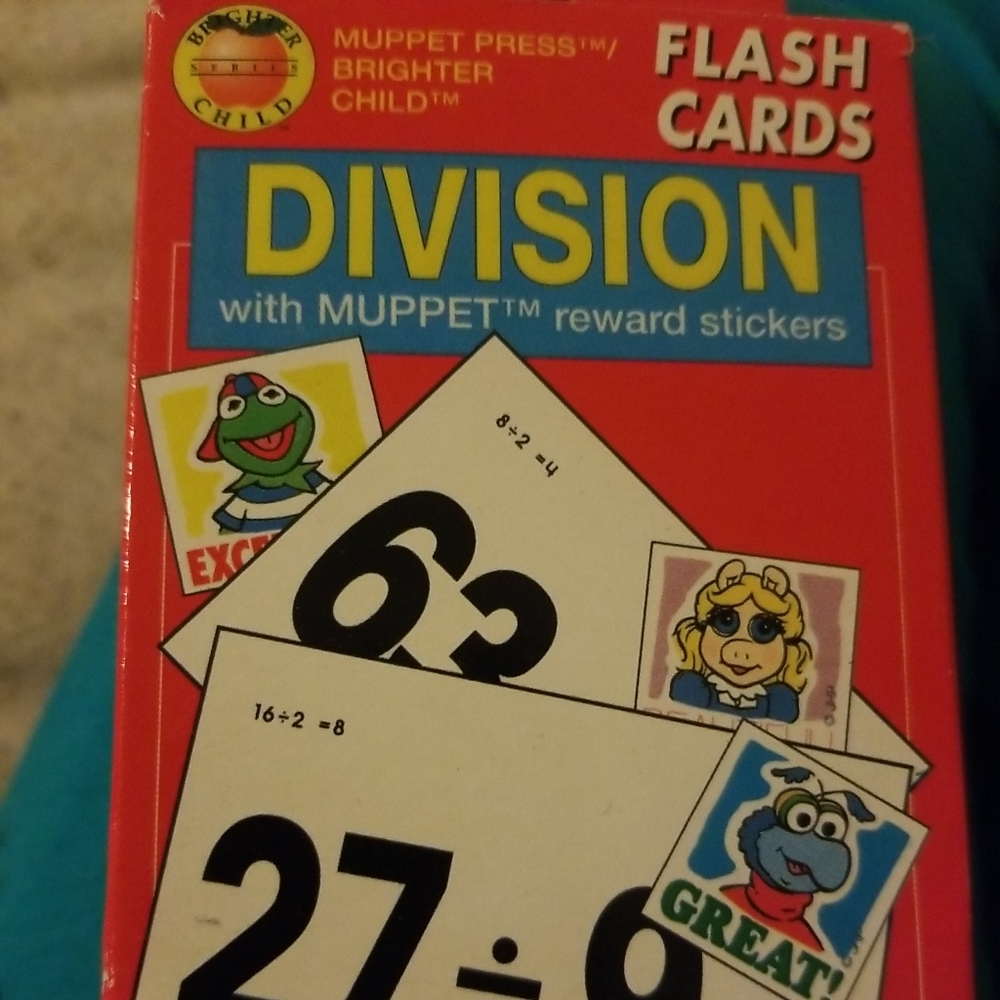 BRIGHTER
SERIES
CHILD
MUPPET PRESS™/
BRIGHTER
CHILD™
FLASH
CARDS
DIVISION
with MUPPET™ reward stickers
8÷2 =4
63
16÷2 =8
27÷9
GREAT!